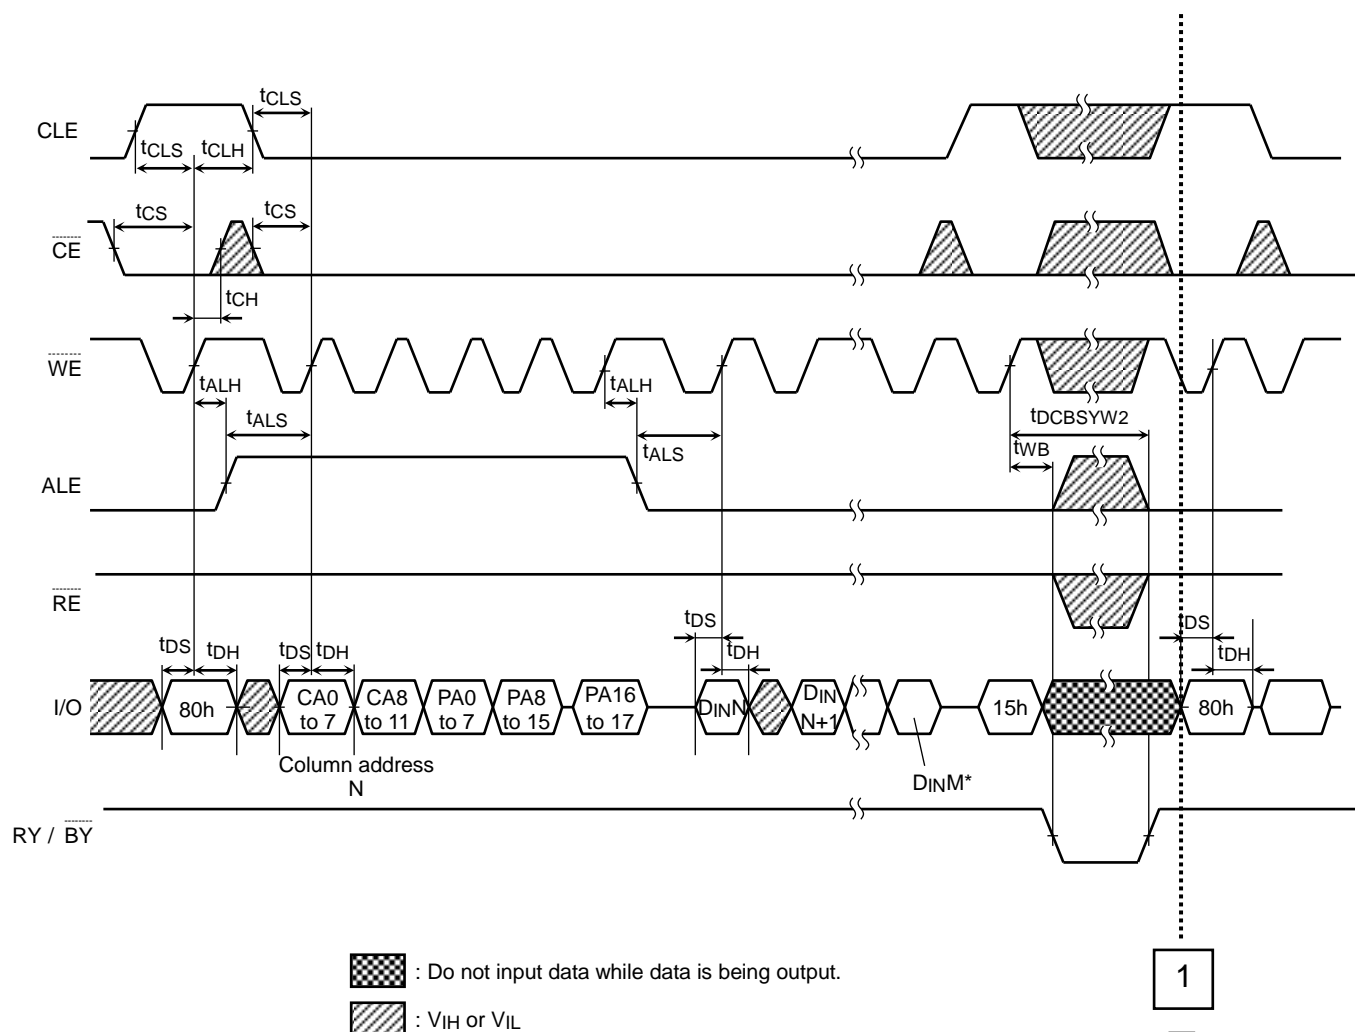 tCLS
CLE
tCLS
tCLH
tCS
tCS
CE
tCH
WE
tALH
tALH
tALS
tALS
tDCBSYW2
tWB
ALE
RE
tDS
tDS
tDS
tDH
tDH
tDH
tDH
I/O
80h
CA0
to 7
CA8
to 11
PA0
to 7
PA8
to 15
PA16
to 17
DINN
DIN
N+1
15h
80h
Column address
N
DINM*
RY / BY
: Do not input data while data is being output.
1
: VIH or VIL